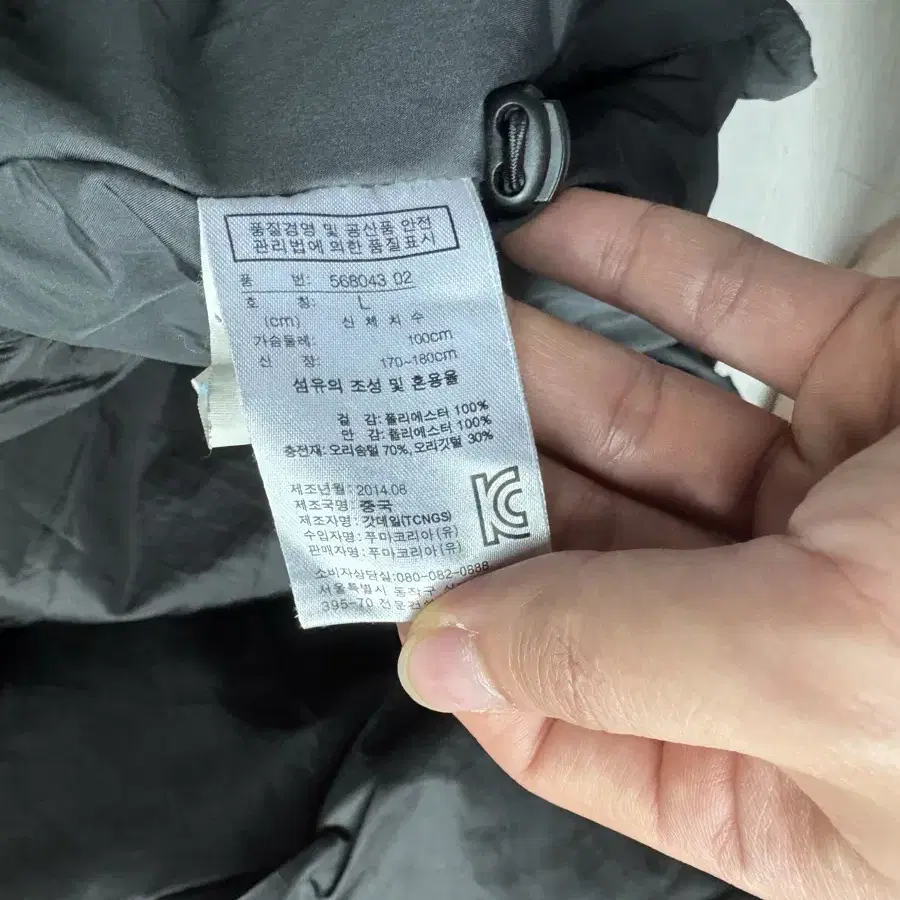 품질경영 및 공산품 안전
관리법에 의한 품질표시
품 번: 568043 02
호 칭: L
(cm) 신 체 치 수
가슴둘레: 100cm
신 장: 170~180cm
섬유의 조성 및 혼용율
겉 감: 폴리에스터 100%
안 감: 폴리에스터 100%
충전재: 오리솜털 70%, 오리깃털 30%
제조년월: 2014.08
제조국명: 중국
제조자명: 갓데일(TCNGS)
수입자명: 푸마코리아(유)
판매자명: 푸마코리아(유)
소비자상담실:080-082-0888
서울특별시 동작구
395-70 전문건